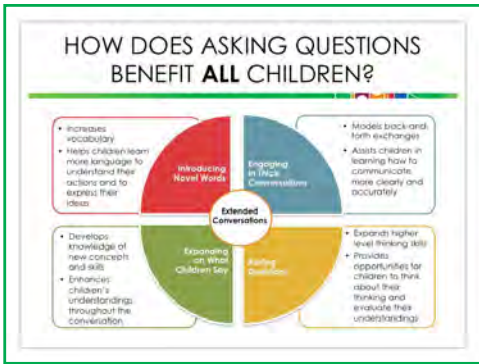 HOW DOES ASKING QUESTIONS
BENEFIT ALL CHILDREN?
• Increases
vocabulary
• Helps children learn
more language to
understand their
actions and to
express their
ideas
Introducing
Novel Words
Engaging
in Thick
Conversations
• Models back-and-
forth exchanges
• Assists children in
learning how to
communicate
more clearly and
accurately
Extended
Conversations
• Develops
knowledge of
new concepts
and skills
• Enhances
children's
understandings
throughout the
conversation
Expanding
on What
Children Say
Asking
Questions
• Expands higher
level thinking skills
• Provides
opportunities for
children to think
about their
thinking and
evaluate their
understandings